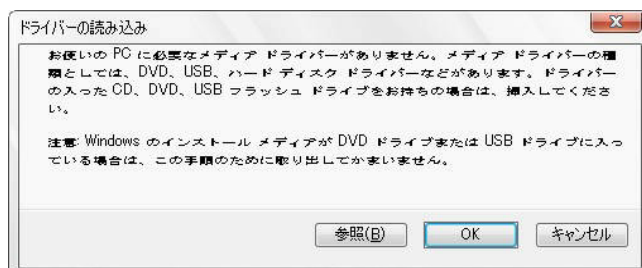 ドライバーの読み込み
お使いの PC に必要なメディア ドライバーがありません。メディア ドライバーの種
類としては、DVD、USB、ハード ディスク ドライバーなどがあります。ドライバー
の入った CD、DVD、USB フラッシュ ドライブをお持ちの場合は、挿入してくださ
い。
注意: Windows のインストール メディアが DVD ドライブまたは USB ドライブに入っ
ている場合は、この手順のために取り出してかまいません。
参照(B)
OK
キャンセル